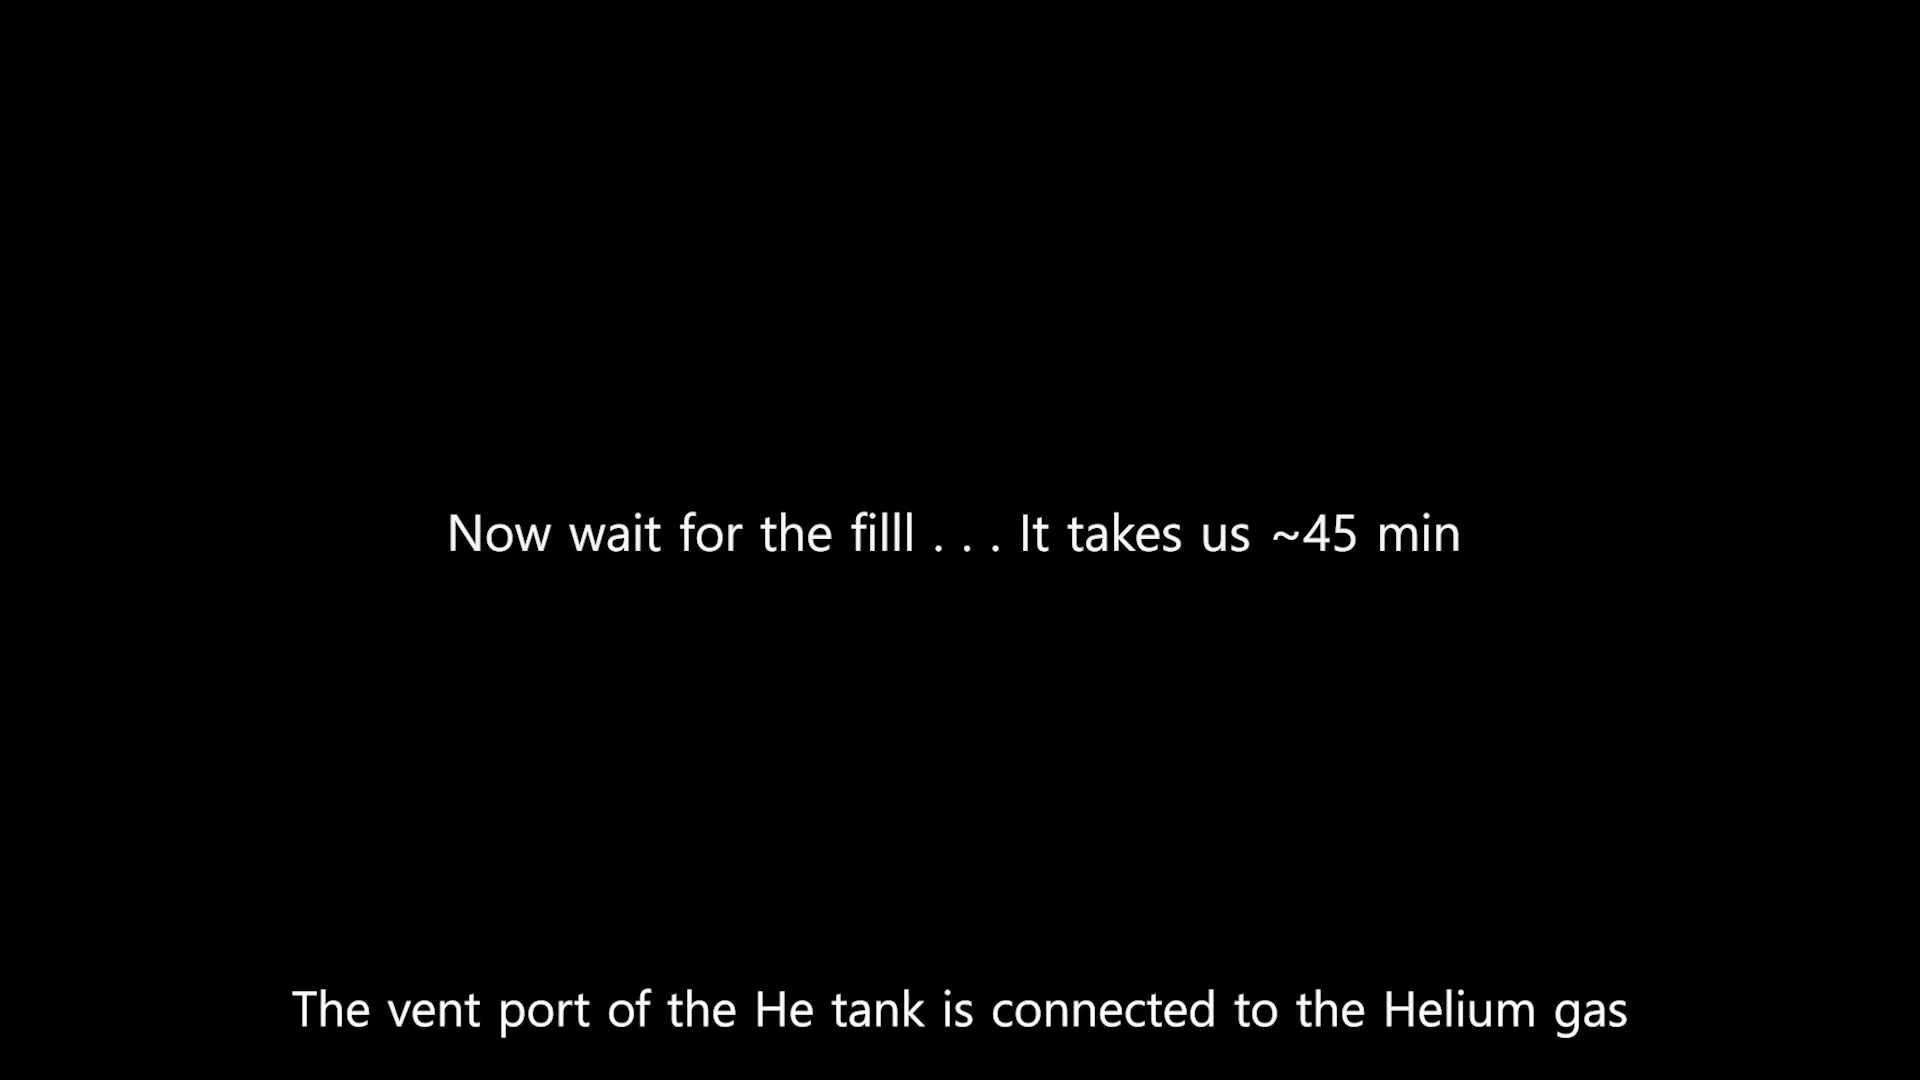 Now wait for the filll . . . It takes us ~45 min
The vent port of the He tank is connected to the Helium gas